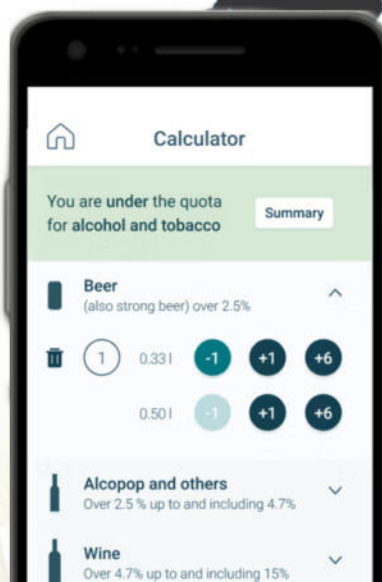 Calculator
You are under the quota
for alcohol and tobacco
Summary
Beer
(also strong beer) over 2.5%
1 0.33 l -1 +1 +6
0.50 l -1 +1 +6
Alcopop and others
Over 2.5 % up to and including 4.7%
Wine
Over 4.7% up to and including 15%